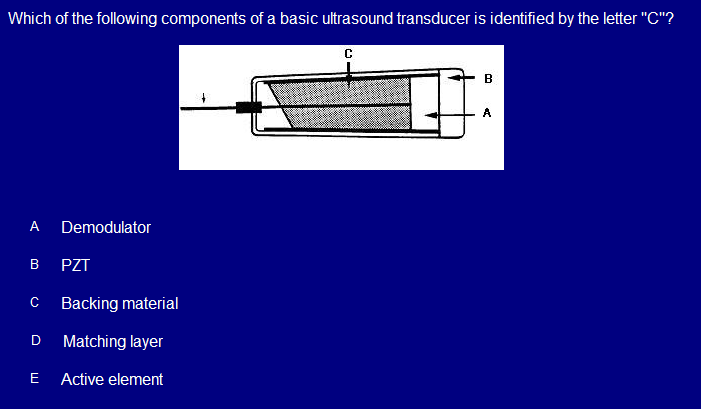 Which of the following components of a basic ultrasound transducer is identified by the letter "C"?
C
B
A
A Demodulator
B PZT
C Backing material
D Matching layer
E Active element